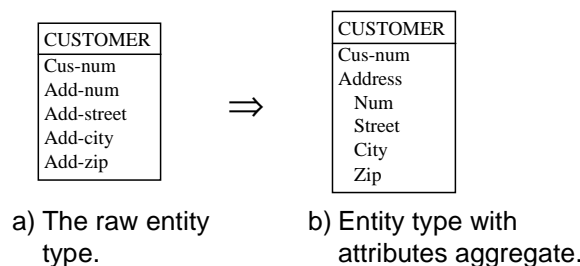 CUSTOMER
Cus-num
Add-num
Add-street
Add-city
Add-zip
⇒
CUSTOMER
Cus-num
Address
Num
Street
City
Zip
a) The raw entity
type.
b) Entity type with
attributes aggregate.